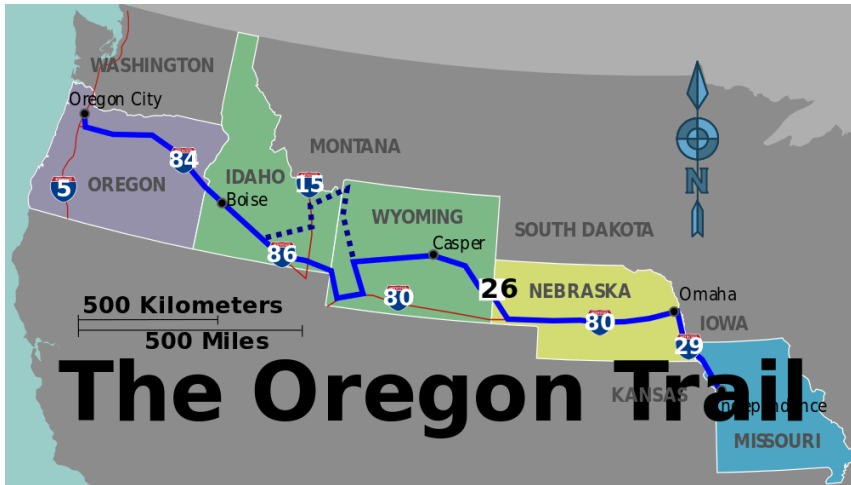 WASHINGTON
Oregon City
MONTANA
84
IDAHO
15
5
OREGON
Boise
WYOMING
SOUTH DAKOTA
Casper
86
26
NEBRASKA
Omaha
500 Kilometers
80
80
IOWA
500 Miles
29
The Oregon Trail
KANSAS
Independence
MISSOURI
N